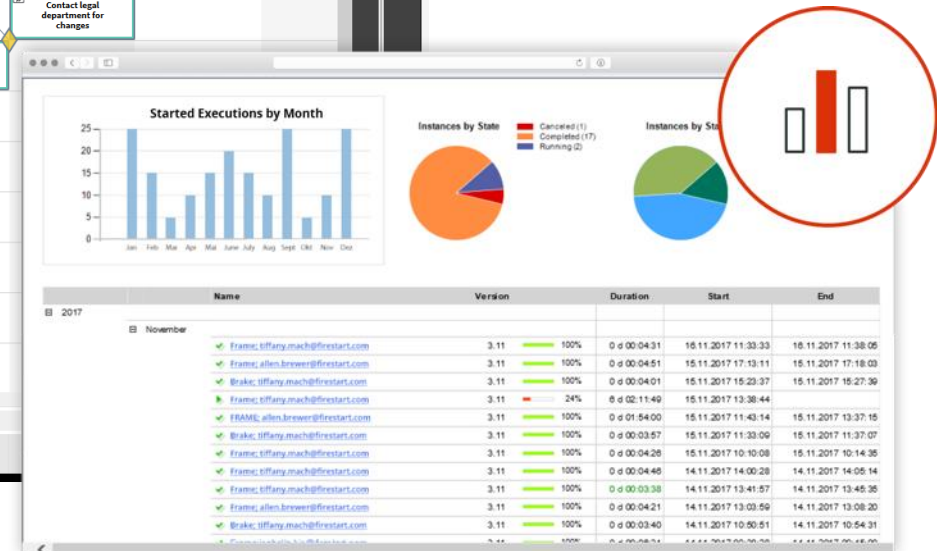 Contact legal
department for
changes
Started Executions by Month
25
20
15
10
5
0
Jan Feb Mar Apr Mai June July Aug Sept Okt Nov Dez
Instances by State
Canceled (1)
Completed (17)
Running (2)
Instances by Sta
Name Version Duration Start End
2017
November
Frame; tiffany.mach@firestart.com 3.11 100% 0 d 00:04:31 16.11.2017 11:33:33 16.11.2017 11:38:05
Frame; allen.brewer@firestart.com 3.11 100% 0 d 00:04:51 15.11.2017 17:13:11 15.11.2017 17:18:03
Brake; tiffany.mach@firestart.com 3.11 100% 0 d 00:04:01 15.11.2017 15:23:37 15.11.2017 15:27:39
Frame; tiffany.mach@firestart.com 3.11 24% 6 d 02:11:49 15.11.2017 13:38:44
FRAME; allen.brewer@firestart.com 3.11 100% 0 d 01:54:00 15.11.2017 11:43:14 15.11.2017 13:37:15
Brake; tiffany.mach@firestart.com 3.11 100% 0 d 00:03:57 15.11.2017 11:33:09 15.11.2017 11:37:07
Frame; tiffany.mach@firestart.com 3.11 100% 0 d 00:04:26 15.11.2017 10:10:08 15.11.2017 10:14:35
Frame; tiffany.mach@firestart.com 3.11 100% 0 d 00:04:46 14.11.2017 14:00:28 14.11.2017 14:05:14
Frame; tiffany.mach@firestart.com 3.11 100% 0 d 00:03:38 14.11.2017 13:41:57 14.11.2017 13:45:35
Frame; allen.brewer@firestart.com 3.11 100% 0 d 00:04:21 14.11.2017 13:03:59 14.11.2017 13:08:20
Brake; tiffany.mach@firestart.com 3.11 100% 0 d 00:03:40 14.11.2017 10:50:51 14.11.2017 10:54:31